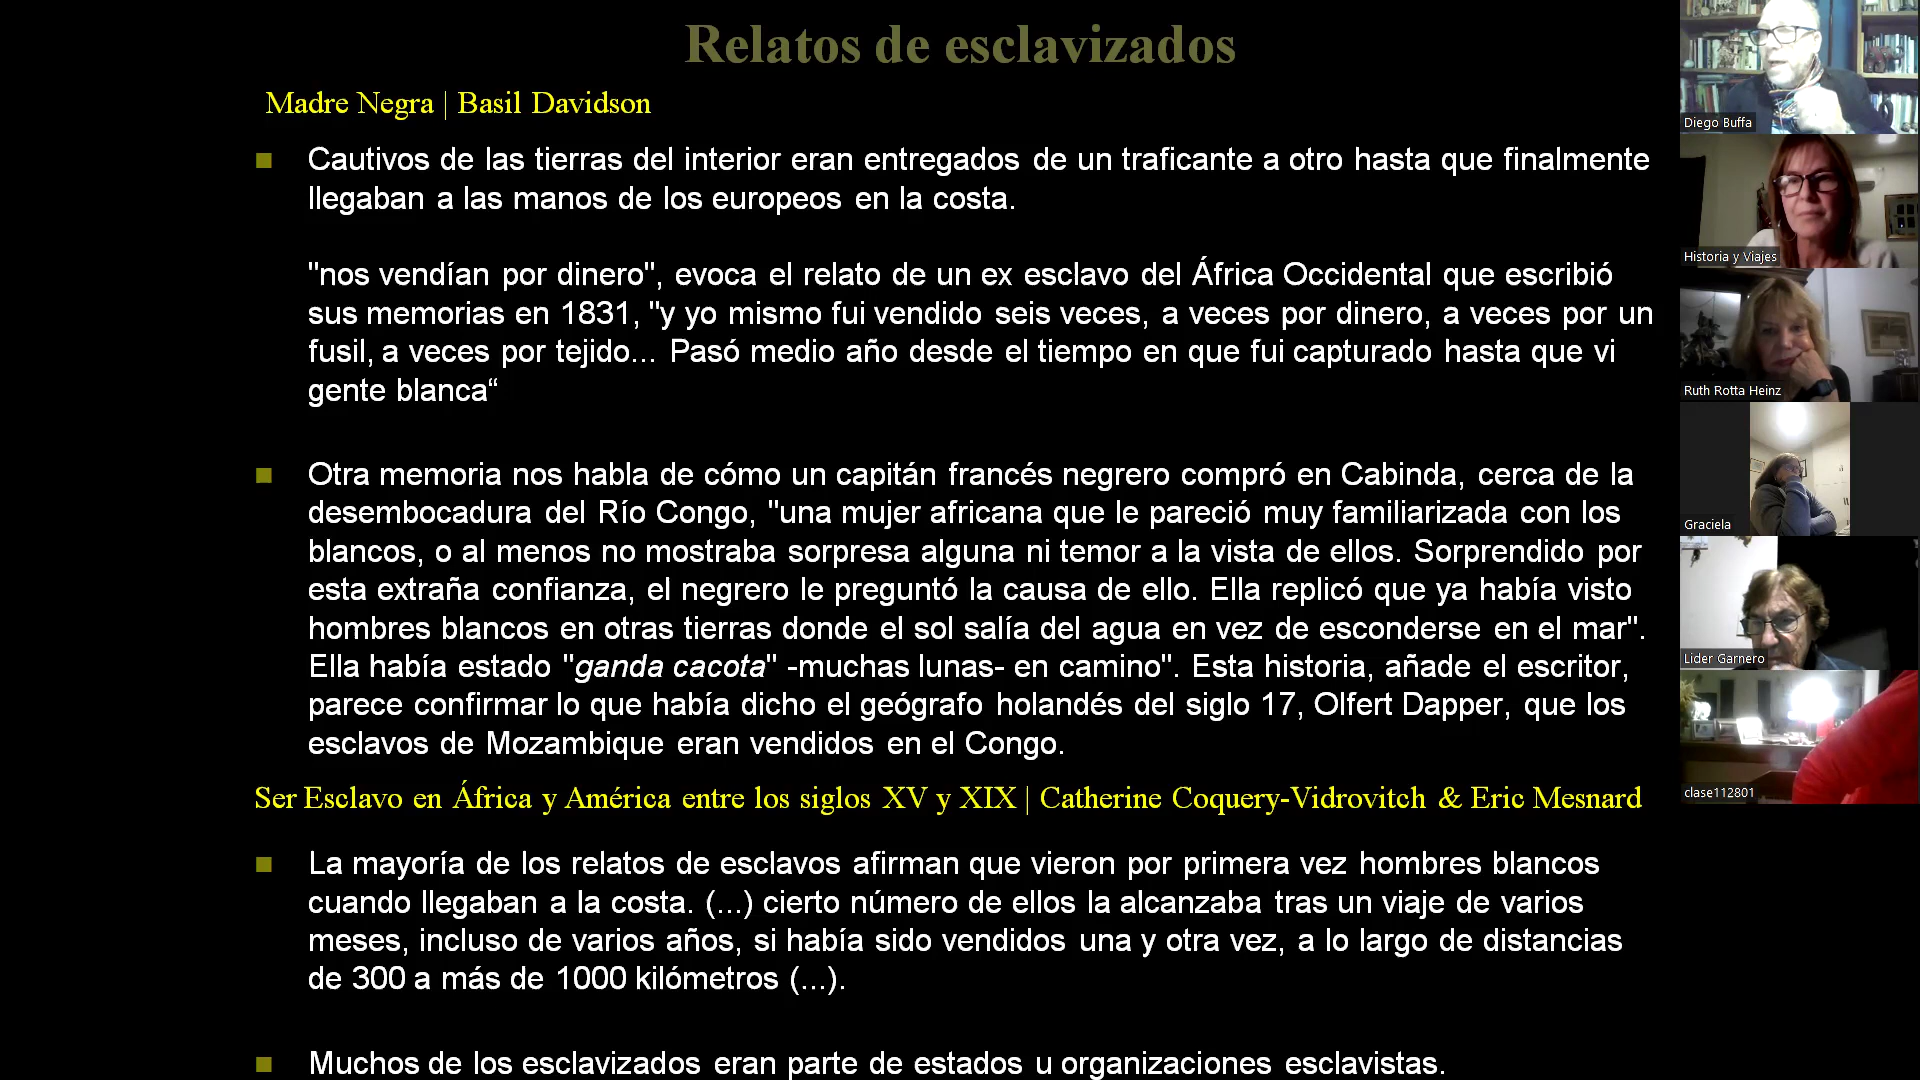 Relatos de esclavizados
Madre Negra | Basil Davidson
Cautivos de las tierras del interior eran entregados de un traficante a otro hasta que finalmente
llegaban a las manos de los europeos en la costa.
"nos vendían por dinero", evoca el relato de un ex esclavo del África Occidental que escribió
sus memorias en 1831, "y yo mismo fui vendido seis veces, a veces por dinero, a veces por un
fusil, a veces por tejido... Pasó medio año desde el tiempo en que fui capturado hasta que vi
gente blanca“
Otra memoria nos habla de cómo un capitán francés negrero compró en Cabinda, cerca de la
desembocadura del Río Congo, "una mujer africana que le pareció muy familiarizada con los
blancos, o al menos no mostraba sorpresa alguna ni temor a la vista de ellos. Sorprendido por
esta extraña confianza, el negrero le preguntó la causa de ello. Ella replicó que ya había visto
hombres blancos en otras tierras donde el sol salía del agua en vez de esconderse en el mar".
Ella había estado "ganda cacota" -muchas lunas- en camino". Esta historia, añade el escritor,
parece confirmar lo que había dicho el geógrafo holandés del siglo 17, Olfert Dapper, que los
esclavos de Mozambique eran vendidos en el Congo.
Ser Esclavo en África y América entre los siglos XV y XIX | Catherine Coquery-Vidrovitch & Eric Mesnard
La mayoría de los relatos de esclavos afirman que vieron por primera vez hombres blancos
cuando llegaban a la costa. (...) cierto número de ellos la alcanzaba tras un viaje de varios
meses, incluso de varios años, si había sido vendidos una y otra vez, a lo largo de distancias
de 300 a más de 1000 kilómetros (...).
Muchos de los esclavizados eran parte de estados u organizaciones esclavistas.
Diego Buffa
Historia y Viajes
Ruth Rotta Heinz
Graciela
Lider Garnero
clase112801